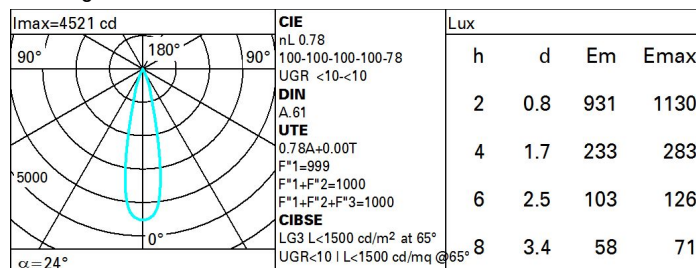 Imax=4521 cd
90°
180°
90°
5000
0°
α=24°
CIE
nL 0.78
100-100-100-100-78
UGR <10-<10
DIN
A.61
UTE
0.78A+0.00T
F"1=999
F"1+F"2=1000
F"1+F"2+F"3=1000
CIBSE
LG3 L<1500 cd/m² at 65°
UGR<10 | L<1500 cd/mq @65°
Lux
h d Em Emax
2 0.8 931 1130
4 1.7 233 283
6 2.5 103 126
8 3.4 58 71